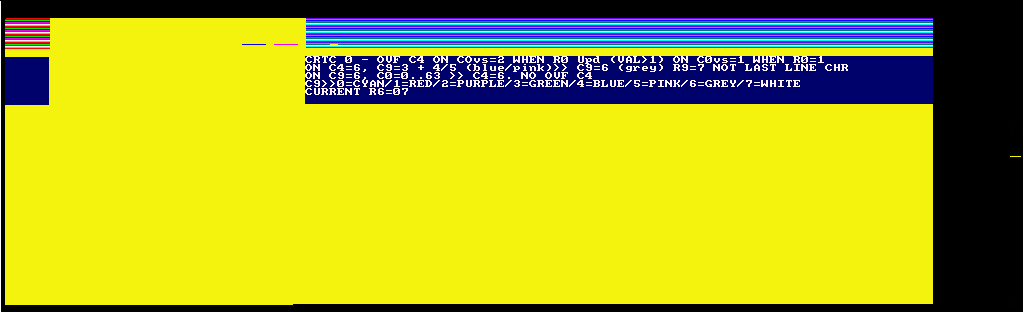 CRTC 0 - OVF C4 ON C0vs=2 WHEN R0 Upd (VAL>1) ON C0vs=1 WHEN R0=1
ON C4=6, C9=3 + 4/5 (blue/pink)>> C9=6 (grey) R9=7 NOT LAST LINE CHR
ON C9=6, C0=0..63 >> C4=6. NO OVF C4
C9>>0=CYAN/1=RED/2=PURPLE/3=GREEN/4=BLUE/5=PINK/6=GREY/7=WHITE
CURRENT R6=07